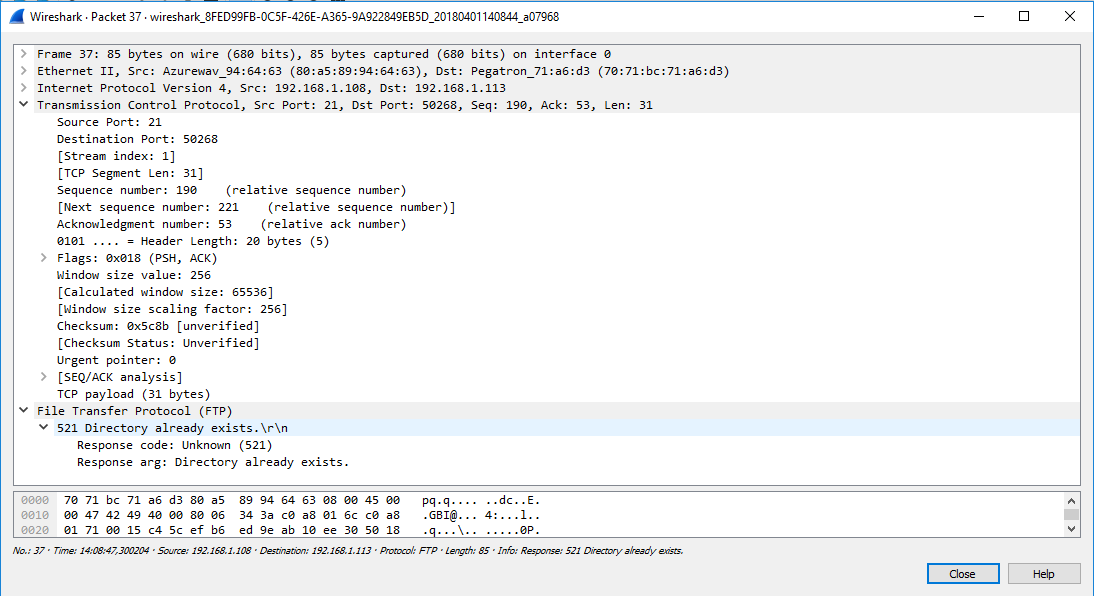 Wireshark · Packet 37 · wireshark_8FED99FB-0C5F-426E-A365-9A922849EB5D_20180401140844_a07968
Frame 37: 85 bytes on wire (680 bits), 85 bytes captured (680 bits) on interface 0
Ethernet II, Src: Azurewav_94:64:63 (80:a5:89:94:64:63), Dst: Pegatron_71:a6:d3 (70:71:bc:71:a6:d3)
Internet Protocol Version 4, Src: 192.168.1.108, Dst: 192.168.1.113
Transmission Control Protocol, Src Port: 21, Dst Port: 50268, Seq: 190, Ack: 53, Len: 31
Source Port: 21
Destination Port: 50268
[Stream index: 1]
[TCP Segment Len: 31]
Sequence number: 190    (relative sequence number)
[Next sequence number: 221    (relative sequence number)]
Acknowledgment number: 53    (relative ack number)
0101 .... = Header Length: 20 bytes (5)
Flags: 0x018 (PSH, ACK)
Window size value: 256
[Calculated window size: 65536]
[Window size scaling factor: 256]
Checksum: 0x5c8b [unverified]
[Checksum Status: Unverified]
Urgent pointer: 0
[SEQ/ACK analysis]
TCP payload (31 bytes)
File Transfer Protocol (FTP)
521 Directory already exists.\r\n
Response code: Unknown (521)
Response arg: Directory already exists.
0000  70 71 bc 71 a6 d3 80 a5  89 94 64 63 08 00 45 00   pq.q.... ..dc..E.
0010  00 47 42 49 40 00 80 06  34 3a c0 a8 01 6c c0 a8   .GBI@... 4:...l..
0020  01 71 00 15 c4 5c ef b6  ed 9e ab 10 ee 30 50 18   .q...\.. .....0P.
No.: 37 · Time: 14:08:47,300204 · Source: 192.168.1.108 · Destination: 192.168.1.113 · Protocol: FTP · Length: 85 · Info: Response: 521 Directory already exists.
Close Help